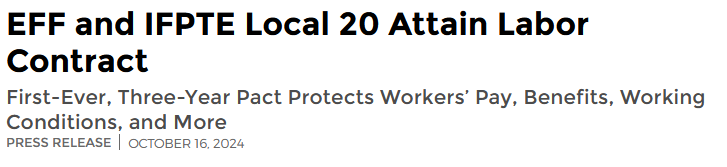 EFF and IFPTE Local 20 Attain Labor
Contract
First-Ever, Three-Year Pact Protects Workers’ Pay, Benefits, Working
Conditions, and More
PRESS RELEASE | OCTOBER 16, 2024